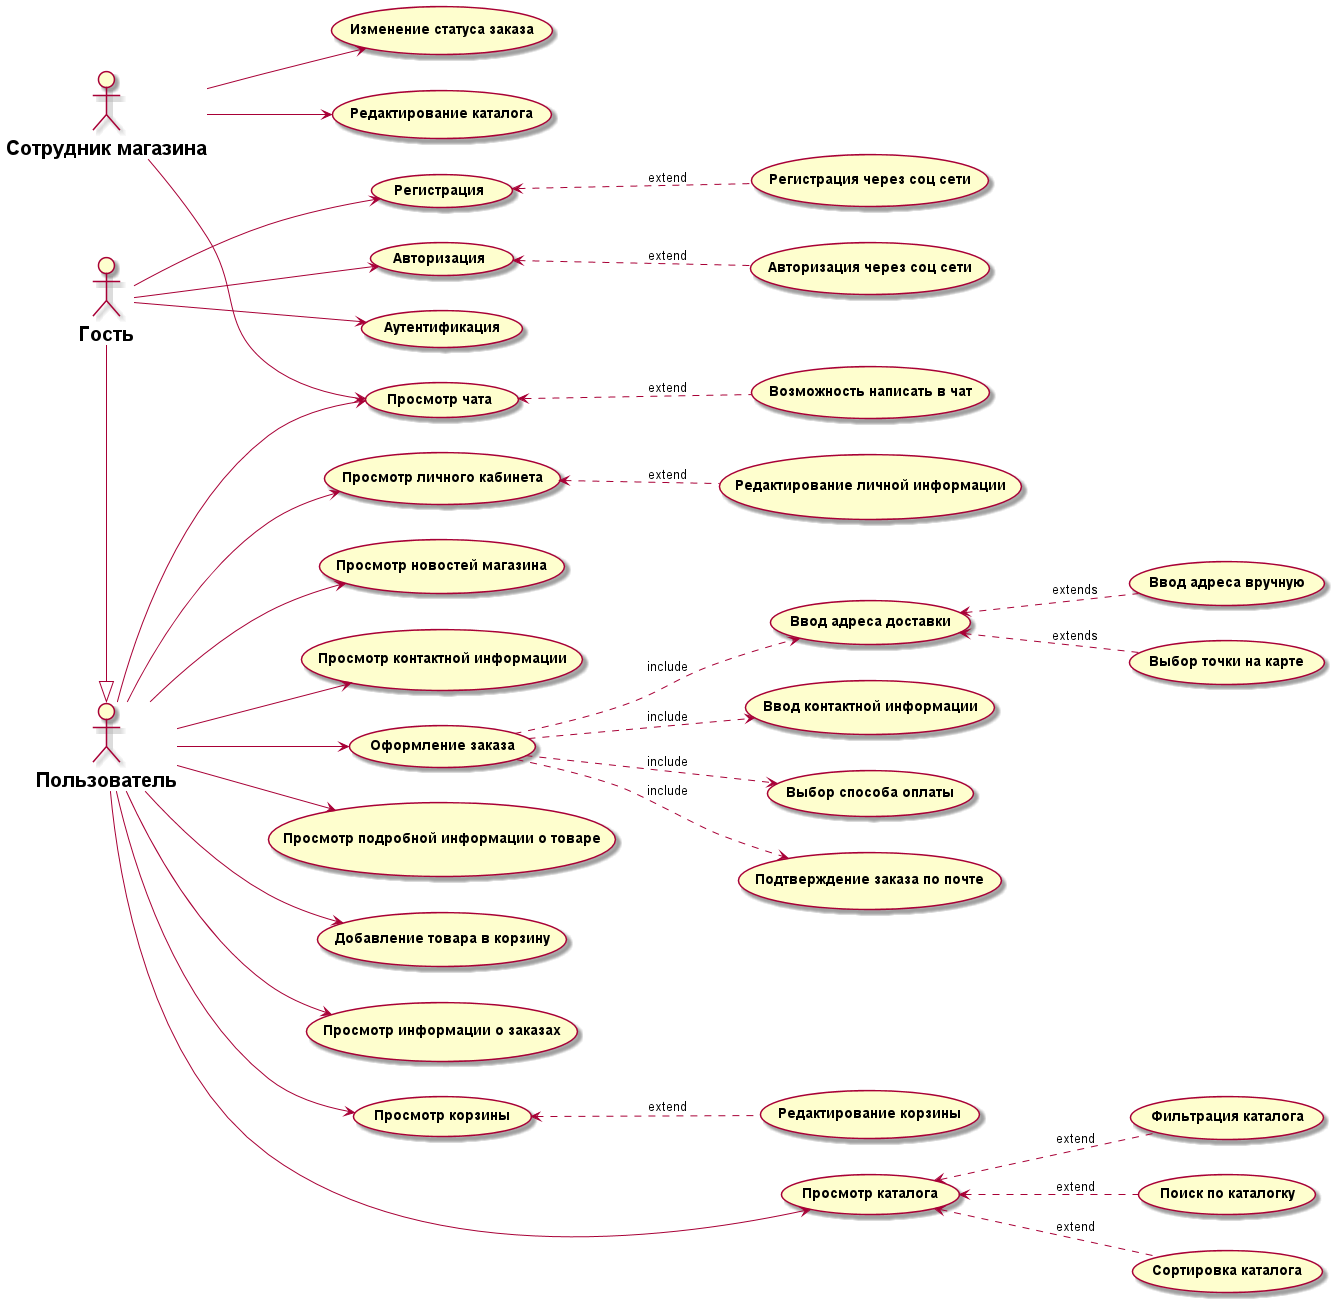 Изменение статуса заказа
Редактирование каталога
Сотрудник магазина
Регистрация
extend
Регистрация через соц сети
Авторизация
extend
Авторизация через соц сети
Гость
Аутентификация
Просмотр чата
extend
Возможность написать в чат
Просмотр личного кабинета
extend
Редактирование личной информации
Просмотр новостей магазина
Ввод адреса доставки
extends
Ввод адреса вручную
extends
Выбор точки на карте
Просмотр контактной информации
include
Ввод контактной информации
include
Пользователь
Оформление заказа
include
Выбор способа оплаты
include
Подтверждение заказа по почте
Просмотр подробной информации о товаре
Добавление товара в корзину
Просмотр информации о заказах
Просмотр корзины
extend
Редактирование корзины
Фильтрация каталога
extend
Просмотр каталога
extend
Поиск по каталогку
extend
Сортировка каталога